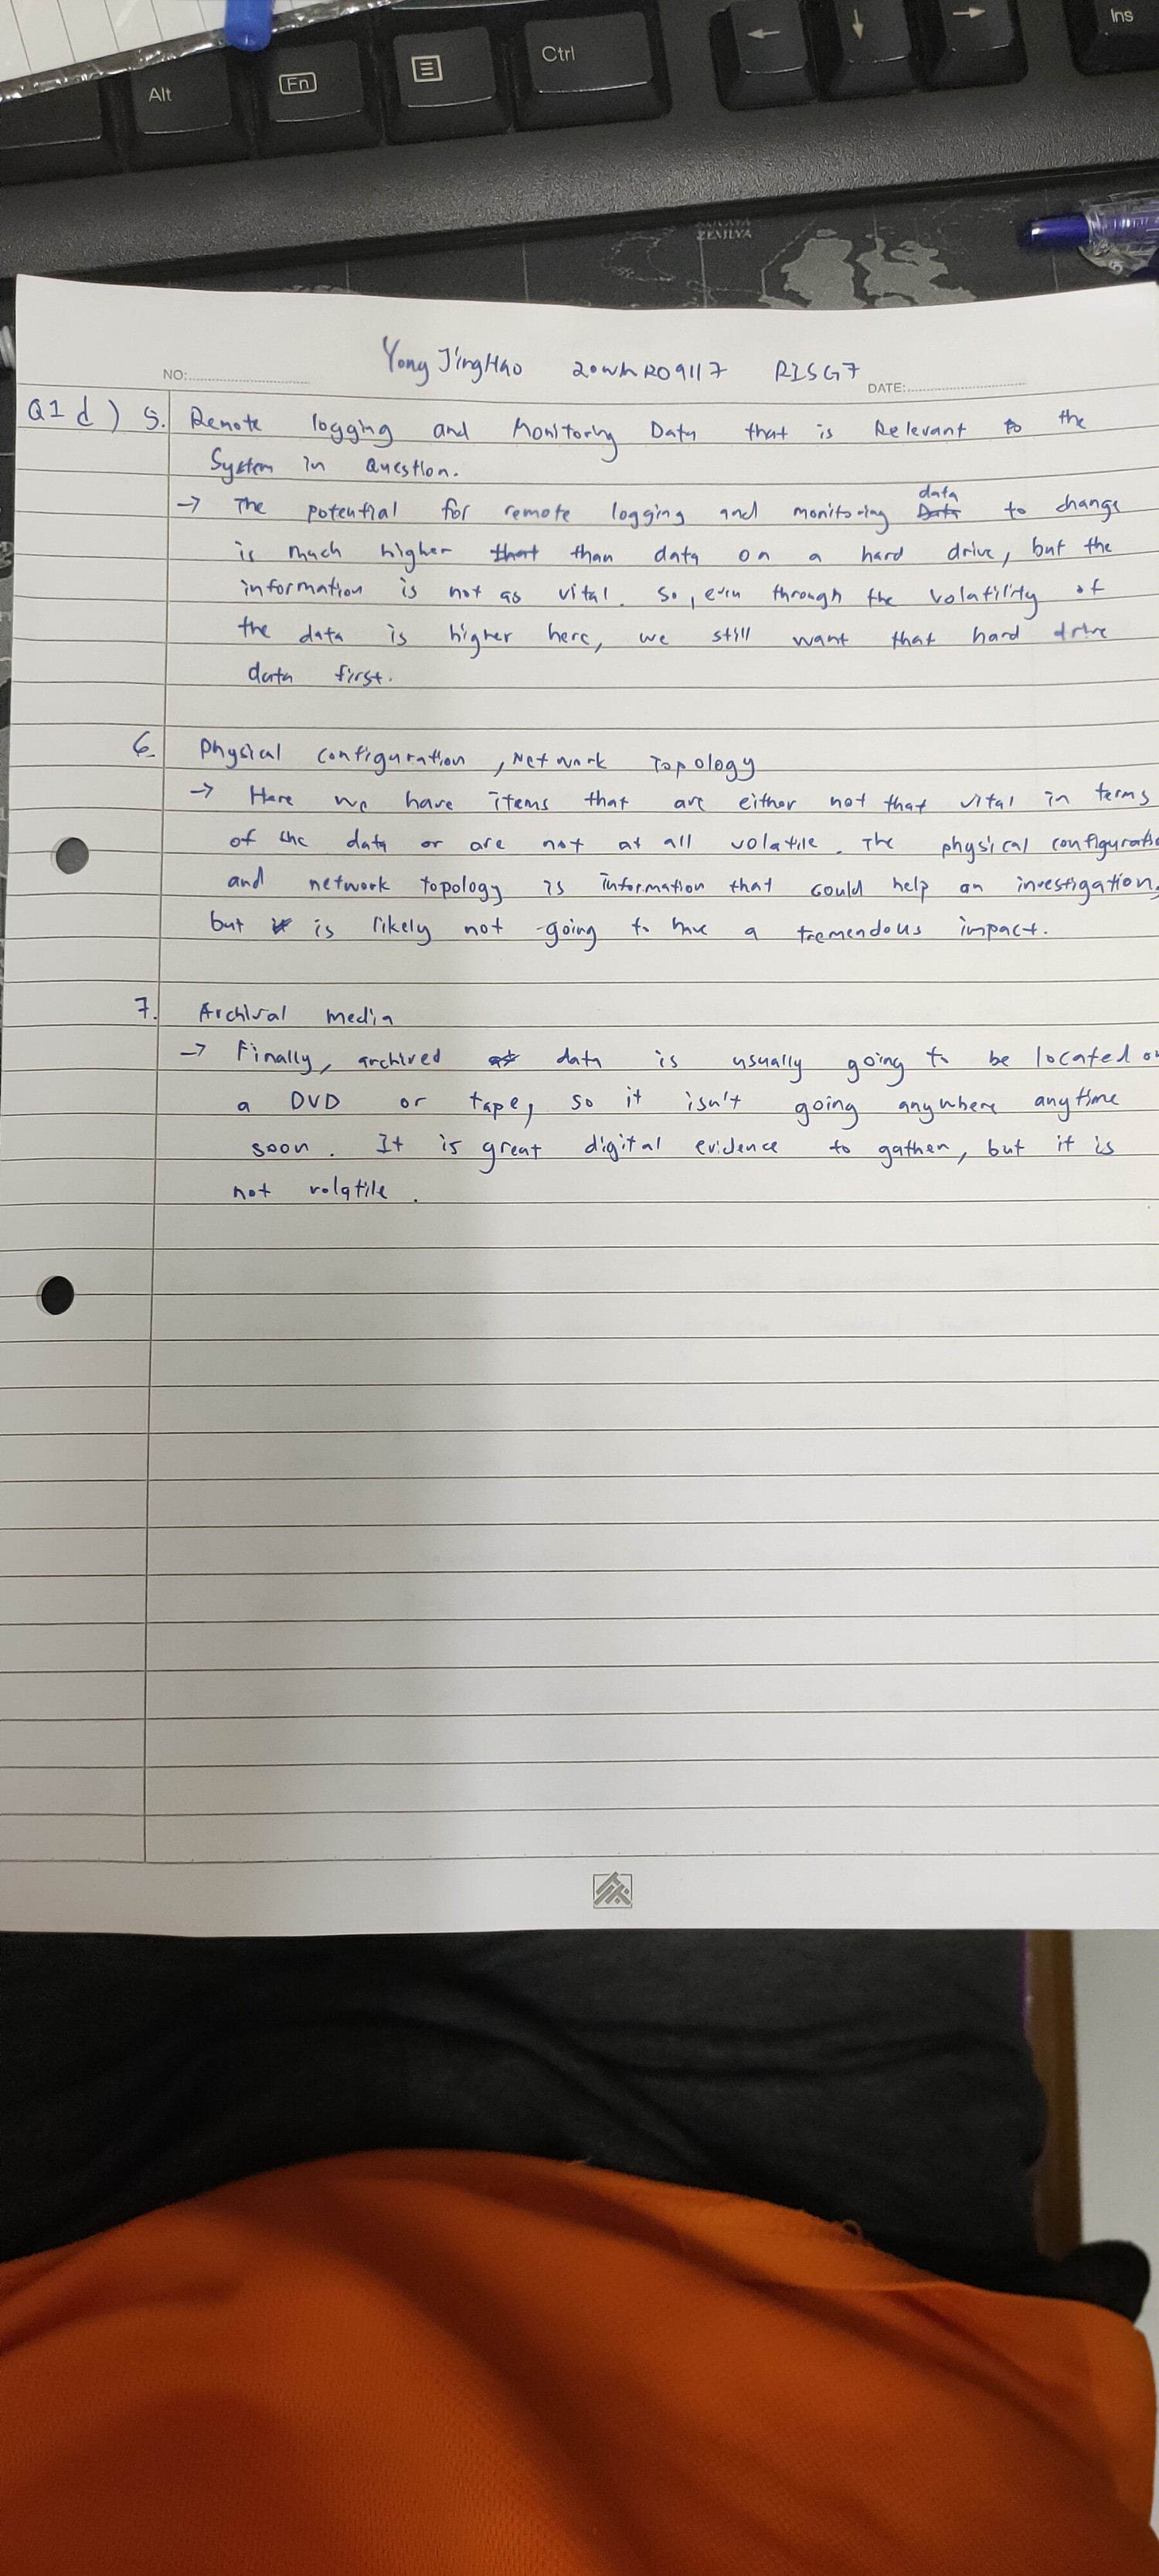 Alt
Fn
Ctrl
Ins
Yong JingHao 20WMR09117 RISG7
NO:
DATE:
Q1 d) 5. Remote logging and Monitoring Data that is Relevant to the
System in Question.
→ The potential for remote logging and monitoring data to change
is much higher than data on a hard drive, but the
information is not as vital. So, even through the volatility of
the data is higher here, we still want that hard drive
data first.
6. Physical configuration, Network Topology
→ Here we have items that are either not that vital in terms
of the data or are not at all volatile. The physical configuratio
and network topology is information that could help an investigation,
but is likely not going to have a tremendous impact.
7. Archival media
→ Finally, archived data is usually going to be located on
a DVD or tape, so it isn't going anywhere anytime
soon. It is great digital evidence to gather, but it is
not volatile.